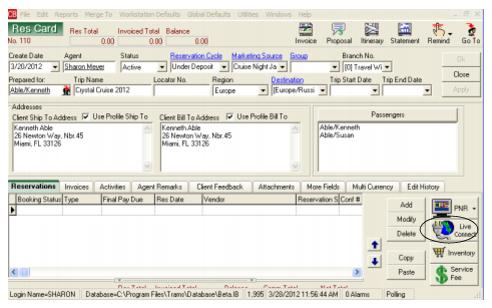 File Edit Reports Merge To Workstation Defaults Global Defaults Utilities Windows Help
Res Card Res Total Invoiced Total Balance
No. 110 0.00 0.00 0.00 Invoice Proposal Itinerary Statement Remind Go To
Create Date Agent Status Reservation Cycle Marketing Source Group Branch No. Ok
3/20/2012 Sharon Meyer Active Under Deposit Cruise Night Ja [0] Travel Wi
Close
Prepared for: Trip Name Locator No. Region Destination Trip Start Date Trip End Date
Able/Kenneth Crystal Cruise 2012 Europe (Europe/Russi Apply
Addresses
Client Ship To Address Use Profile Ship To Client Bill To Address Use Profile Bill To Passengers
Kenneth Able Kenneth Able Able/Kenneth
26 Newton Way, Nbr.45 26 Newton Way, Nbr.45 Able/Susan
Miami, FL 33126 Miami, FL 33126
Reservations Invoices Activities Agent Remarks Client Feedback Attachments More Fields Multi Currency Edit History
Booking Status Type Final Pay Due Res Date Vendor Reservation S Conf # Add PNR
Modify
Delete Live Connect
Inventory
Copy
Paste Service Fee
Res Total Invoiced Total Balance Comm Total Net Total
Login Name=SHARON Database=C:\Program Files\Trams\Database\Beta.IB 1,995 3/28/2012 11:56:44 AM 0 Alarms Polling